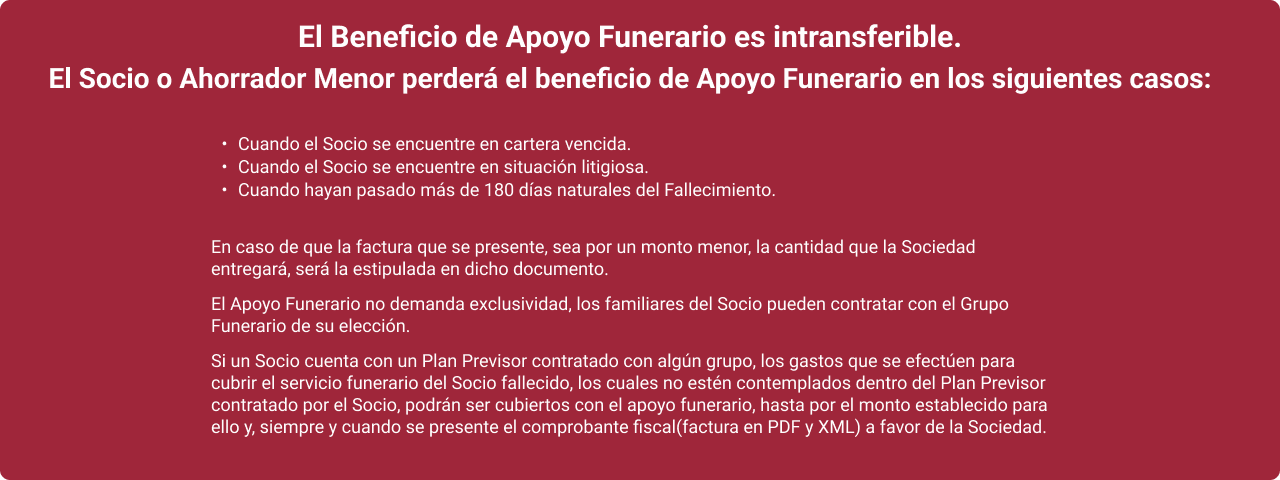 El Beneficio de Apoyo Funerario es intransferible.
El Socio o Ahorrador Menor perderá el beneficio de Apoyo Funerario en los siguientes casos:
• Cuando el Socio se encuentre en cartera vencida.
• Cuando el Socio se encuentre en situación litigiosa.
• Cuando hayan pasado más de 180 días naturales del Fallecimiento.
En caso de que la factura que se presente, sea por un monto menor, la cantidad que la Sociedad
entregará, será la estipulada en dicho documento.
El Apoyo Funerario no demanda exclusividad, los familiares del Socio pueden contratar con el Grupo
Funerario de su elección.
Si un Socio cuenta con un Plan Previsor contratado con algún grupo, los gastos que se efectúen para
cubrir el servicio funerario del Socio fallecido, los cuales no estén contemplados dentro del Plan Previsor
contratado por el Socio, podrán ser cubiertos con el apoyo funerario, hasta por el monto establecido para
ello y, siempre y cuando se presente el comprobante fiscal(factura en PDF y XML) a favor de la Sociedad.